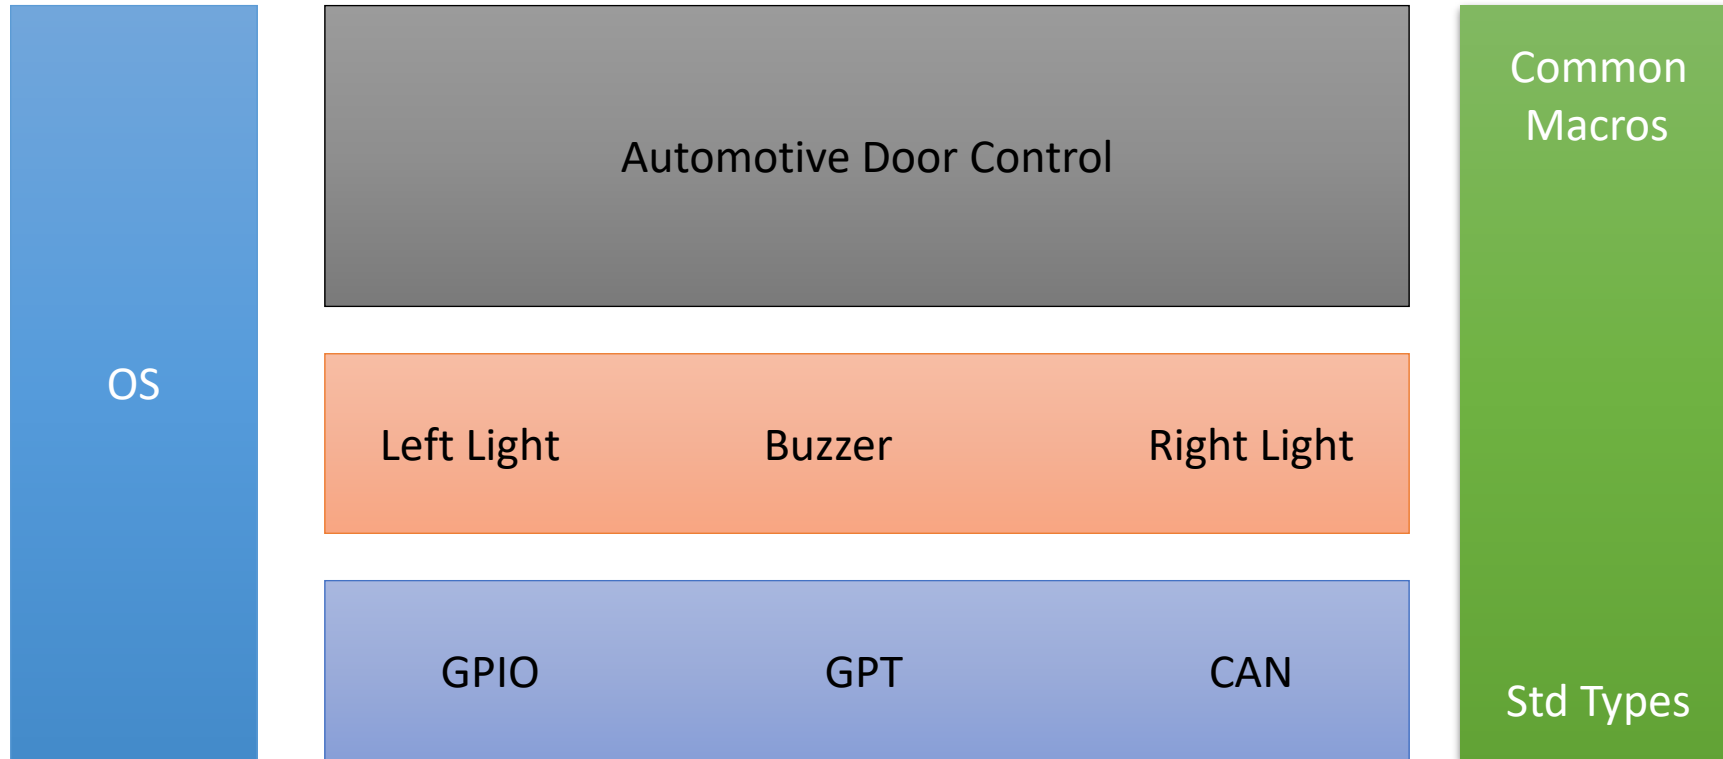 OS
Automotive Door Control
Left Light
Buzzer
Right Light
GPIO
GPT
CAN
Common
Macros
Std Types